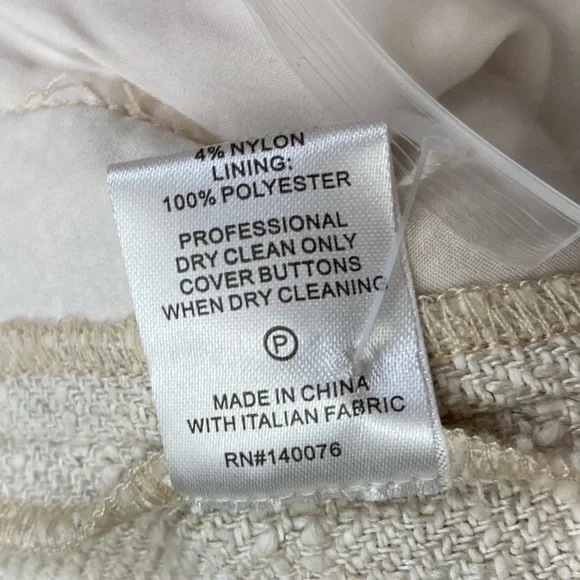 4% NYLON
LINING:
100% POLYESTER
PROFESSIONAL
DRY CLEAN ONLY
COVER BUTTONS
WHEN DRY CLEANING
P
MADE IN CHINA
WITH ITALIAN FABRIC
RN#140076